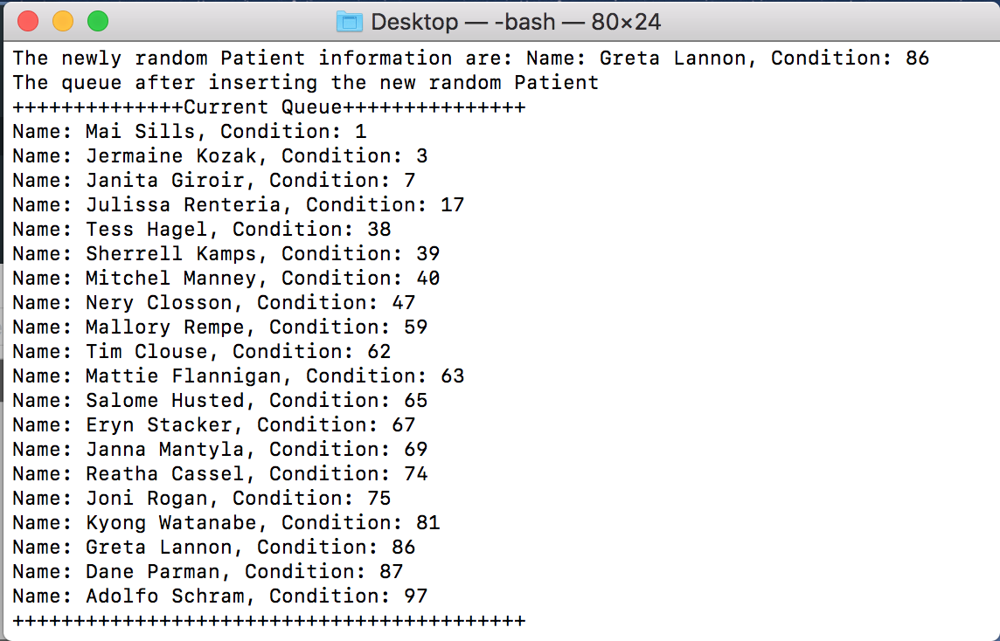 Desktop — -bash — 80×24
The newly random Patient information are: Name: Greta Lannon, Condition: 86
The queue after inserting the new random Patient
++++++++++++++Current Queue+++++++++++++++
Name: Mai Sills, Condition: 1
Name: Jermaine Kozak, Condition: 3
Name: Janita Giroir, Condition: 7
Name: Julissa Renteria, Condition: 17
Name: Tess Hagel, Condition: 38
Name: Sherrell Kamps, Condition: 39
Name: Mitchel Manney, Condition: 40
Name: Nery Closson, Condition: 47
Name: Mallory Rempe, Condition: 59
Name: Tim Clouse, Condition: 62
Name: Mattie Flannigan, Condition: 63
Name: Salome Husted, Condition: 65
Name: Eryn Stacker, Condition: 67
Name: Janna Mantyla, Condition: 69
Name: Reatha Cassel, Condition: 74
Name: Joni Rogan, Condition: 75
Name: Kyong Watanabe, Condition: 81
Name: Greta Lannon, Condition: 86
Name: Dane Parman, Condition: 87
Name: Adolfo Schram, Condition: 97
++++++++++++++++++++++++++++++++++++++++++